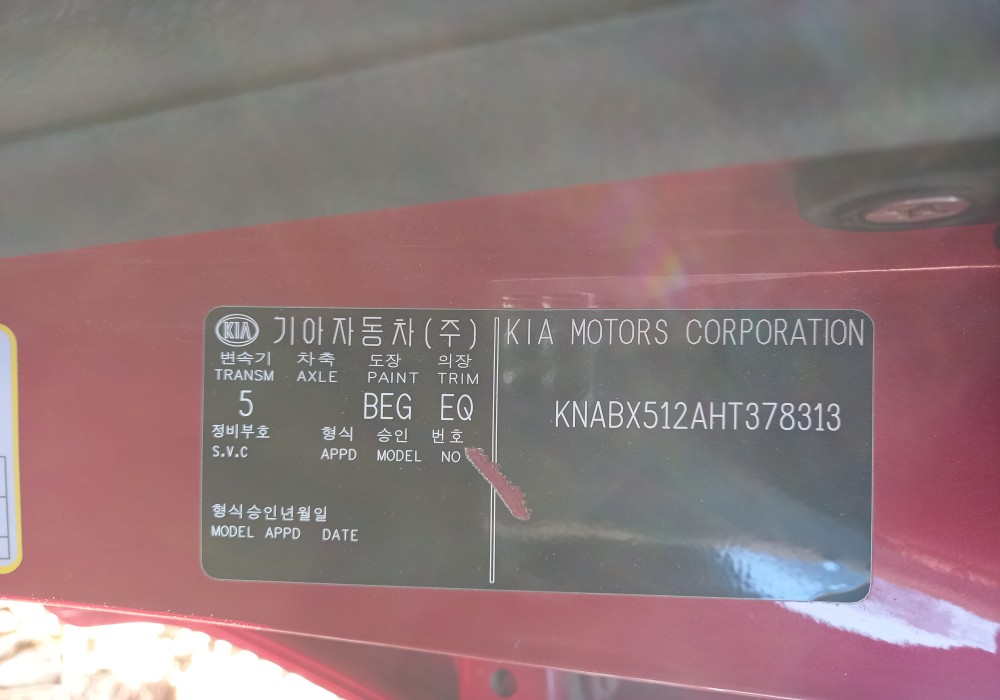 KIA 기아자동차(주) KIA MOTORS CORPORATION
변속기 차축 도장 의장
TRANSM AXLE PAINT TRIM
5 BEG EQ
KNABX512AHT378313
정비부호 형식 승인 번호
S.V.C APPD MODEL NO
형식승인년월일
MODEL APPD DATE